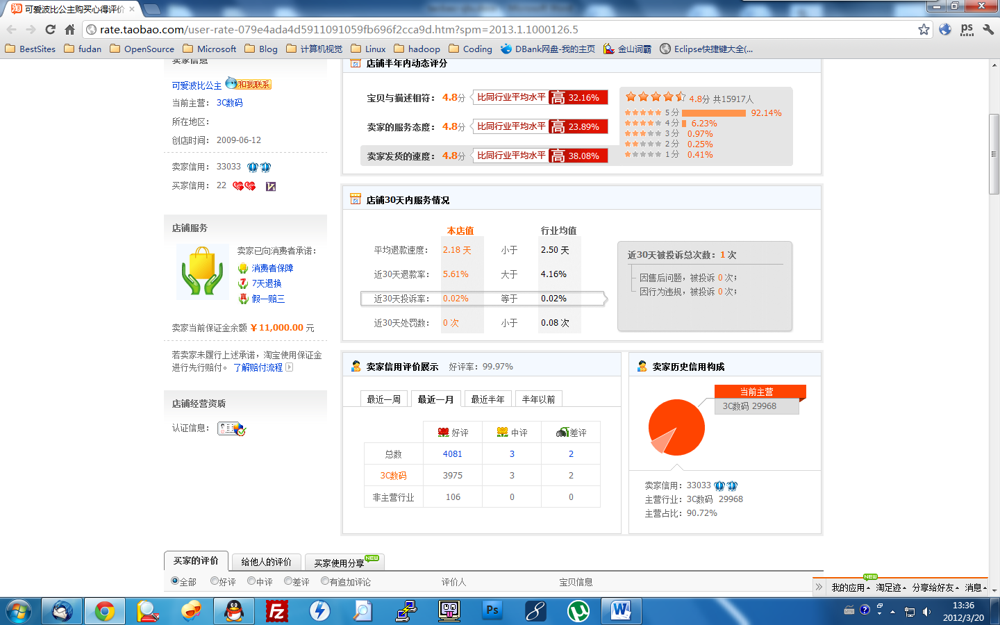 可爱波比公主购买心得评价
rate.taobao.com/user-rate-079e4ada4d5911091059fb696f2cca9d.htm?spm=2013.1.1000126.5
BestSites fudan OpenSource Microsoft Blog 计算机视觉 Linux hadoop Coding DBank网盘-我的主页 金山词霸 Eclipse快捷键大全(...
卖家信息
可爱波比公主 和我联系
当前主营： 3C数码
所在地区：
创店时间： 2009-06-12
卖家信用： 33033
买家信用： 22
店铺服务
卖家已向消费者承诺：
消费者保障
7天退换
假一赔三
卖家当前保证金余额 ¥11,000.00 元
若卖家未履行上述承诺，淘宝使用保证金
进行先行赔付。 了解赔付流程
店铺经营资质
认证信息：
店铺半年内动态评分
宝贝与描述相符： 4.8分 比同行业平均水平 高 32.16%
卖家的服务态度： 4.8分 比同行业平均水平 高 23.89%
卖家发货的速度： 4.8分 比同行业平均水平 高 38.08%
4.8分 共15917人
5分 92.14%
4分 6.23%
3分 0.97%
2分 0.25%
1分 0.41%
店铺30天内服务情况
本店值 行业均值
平均退款速度： 2.18 天 小于 2.50 天
近30天退款率： 5.61% 大于 4.16%
近30天投诉率： 0.02% 等于 0.02%
近30天处罚数： 0 次 小于 0.08 次
近30天被投诉总次数：1 次
因售后问题，被投诉 0 次；
因行为违规，被投诉 0 次；
卖家信用评价展示 好评率：99.97%
最近一周 最近一月 最近半年 半年以前
好评 中评 差评
总数 4081 3 2
3C数码 3975 3 2
非主营行业 106 0 0
卖家历史信用构成
当前主营
3C数码 29968
卖家信用：33033
主营行业：3C数码 29968
主营占比：90.72%
买家的评价 给他人的评价 买家使用分享 NEW
全部 好评 中评 差评 有追加评论 评价人 宝贝信息
NEW
我的应用 淘足迹 分享给好友 消息
13:36
2012/3/20